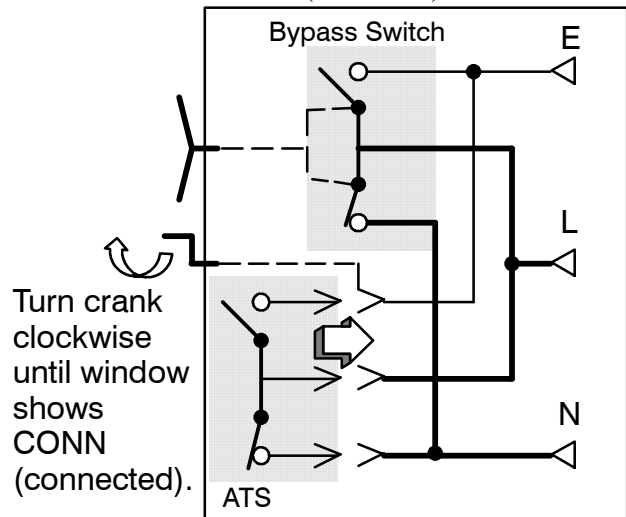 Bypass Switch
E
L
Turn crank
clockwise
until window
shows
CONN
(connected).
N
ATS